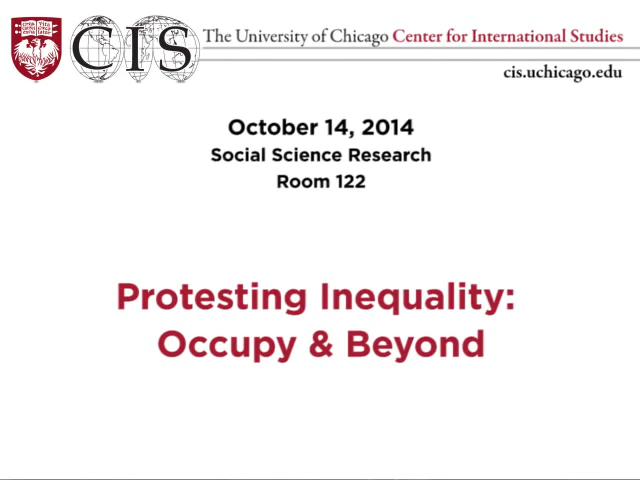 CIS
The University of Chicago Center for International Studies
cis.uchicago.edu
October 14, 2014
Social Science Research
Room 122
Protesting Inequality:
Occupy & Beyond